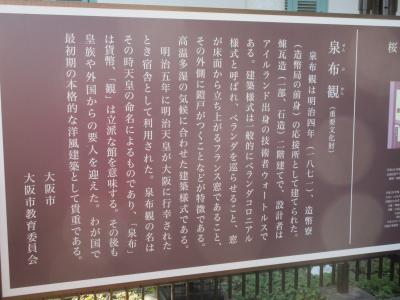 せんぷかん
泉布観（重要文化財）
泉布観は明治四年（一八七一）、造幣寮
（造幣局の前身）の応接所として建てられた。
煉瓦造（一部、石造）二階建てで、設計者は
アイルランド出身の技術者ウォートルスで
ある。建築様式は一般的にベランダコロニアル
様式と呼ばれ、ベランダを巡らせること、窓
が床面から立ち上がるフランス窓であること、
その外側に鎧戸がつくことなどが特徴である。
高温多湿の気候に合わせた建築様式である。
明治五年に明治天皇が大阪に行幸された
とき宿舎として利用された。泉布観の名は
その時天皇の命名によるものであり、「泉布」
は貨幣、「観」は立派な館を意味する。その後も
皇族や外国からの要人を迎えた。わが国で
最初期の本格的な洋風建築として貴重である。
大阪市
大阪市教育委員会
桜